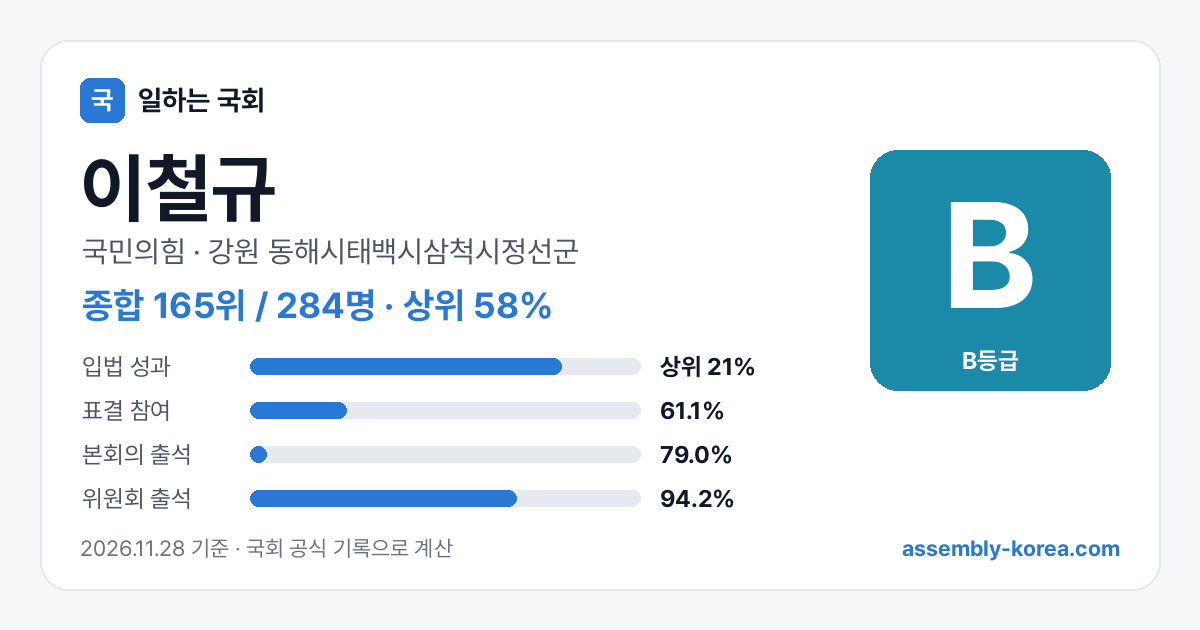 국 일하는 국회
이철규
국민의힘 · 강원 동해시태백시삼척시정선군
종합 165위 / 284명 · 상위 58%
B
B등급
입법 성과 상위 21%
표결 참여 61.1%
본회의 출석 79.0%
위원회 출석 94.2%
2026.11.28 기준 · 국회 공식 기록으로 계산
assembly-korea.com